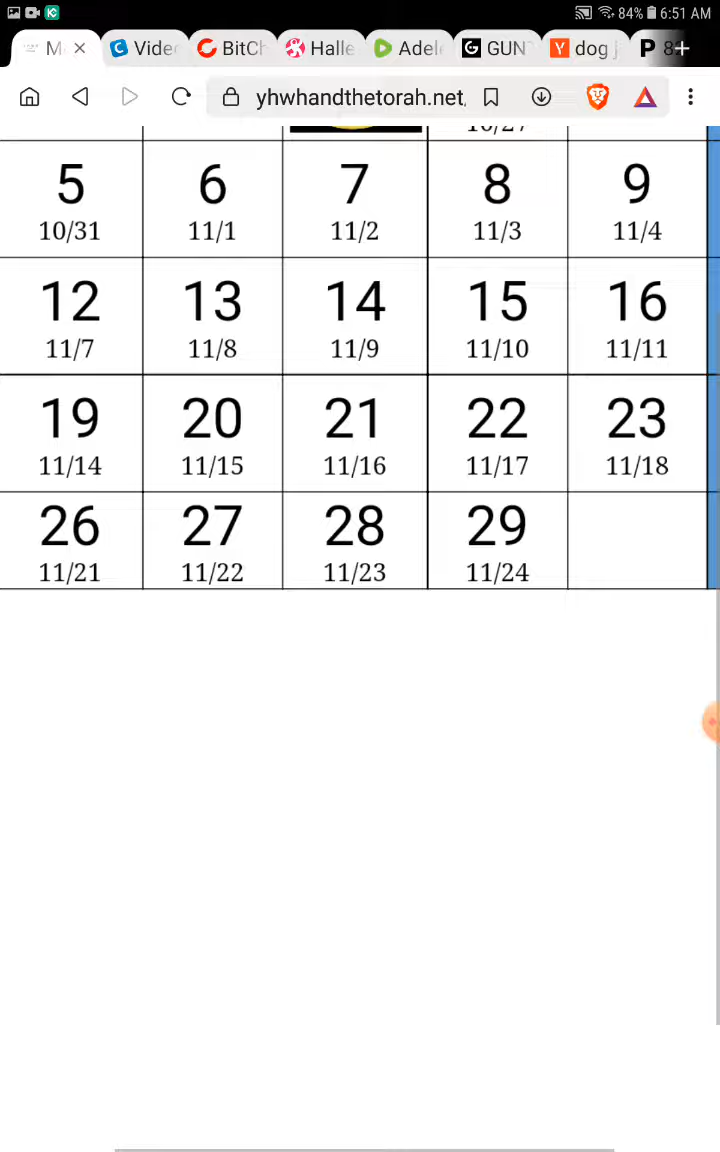 84% 6:51 AM
M Vide BitCh Halle Adel GUN dog j P 8+
yhwhandthetorah.net,
5 6 7 8 9
10/31 11/1 11/2 11/3 11/4
12 13 14 15 16
11/7 11/8 11/9 11/10 11/11
19 20 21 22 23
11/14 11/15 11/16 11/17 11/18
26 27 28 29
11/21 11/22 11/23 11/24